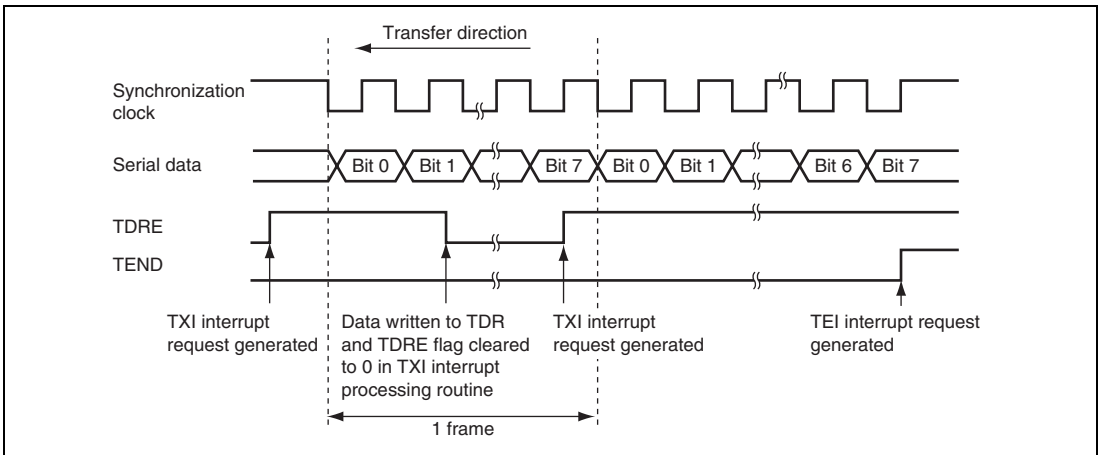 Transfer direction
Synchronization
clock
Serial data
Bit 0
Bit 1
Bit 7
Bit 0
Bit 1
Bit 6
Bit 7
TDRE
TEND
TXI interrupt
request generated
Data written to TDR
and TDRE flag cleared
to 0 in TXI interrupt
processing routine
TXI interrupt
request generated
TEI interrupt request
generated
1 frame